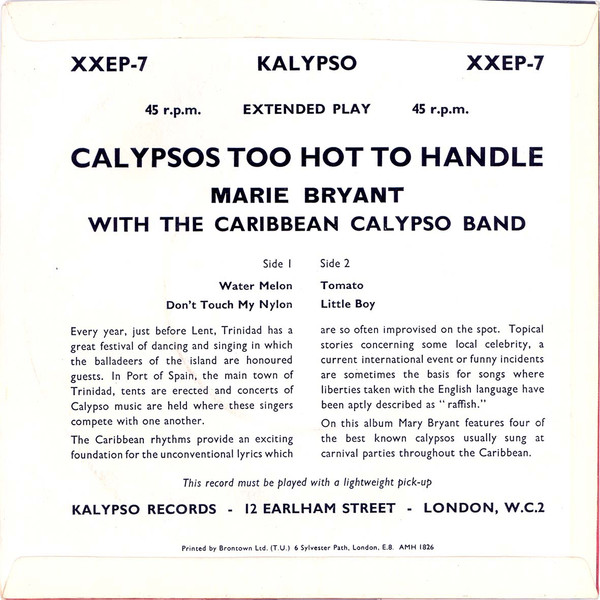 XXEP-7 KALYPSO XXEP-7
45 r.p.m. EXTENDED PLAY 45 r.p.m.
CALYPSOS TOO HOT TO HANDLE
MARIE BRYANT
WITH THE CARIBBEAN CALYPSO BAND
Side 1
Water Melon
Don't Touch My Nylon
Side 2
Tomato
Little Boy
Every year, just before Lent, Trinidad has a
great festival of dancing and singing in which
the balladeers of the island are honoured
guests. In Port of Spain, the main town of
Trinidad, tents are erected and concerts of
Calypso music are held where these singers
compete with one another.
The Caribbean rhythms provide an exciting
foundation for the unconventional lyrics which
are so often improvised on the spot. Topical
stories concerning some local celebrity, a
current international event or funny incidents
are sometimes the basis for songs where
liberties taken with the English language have
been aptly described as "raffish."
On this album Mary Bryant features four of
the best known calypsos usually sung at
carnival parties throughout the Caribbean.
This record must be played with a lightweight pick-up
KALYPSO RECORDS - 12 EARLHAM STREET - LONDON, W.C.2
Printed by Brontown Ltd. (T.U.) 6 Sylvester Path, London, E.8. AMH 1826